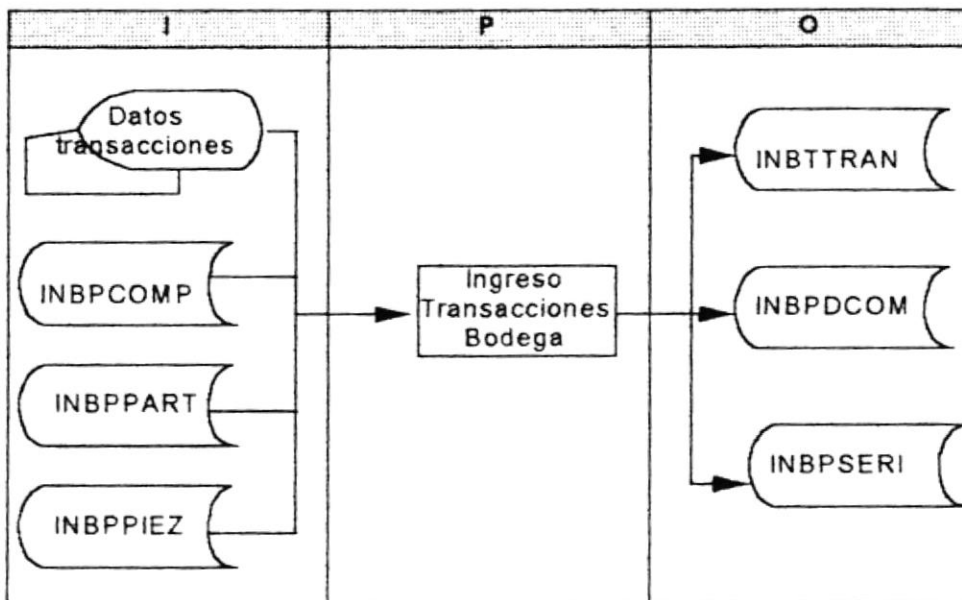 I
P
O
Datos
transacciones
INBPCOMP
INBPPART
INBPPIEZ
Ingreso
Transacciones
Bodega
INBTTRAN
INBPDCOM
INBPSERI